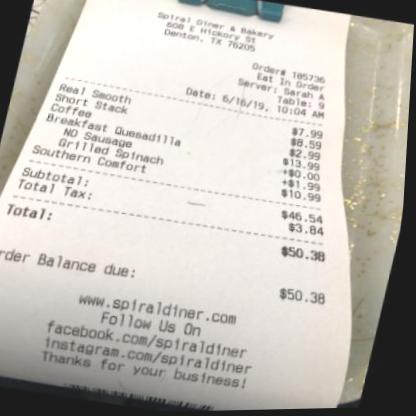 Spiral Diner & Bakery
608 E Hickory St
Denton, TX 76205
Order# 185736
Eat In Order
Server: Sarah A
Table: 9
Date: 6/16/19, 10:04 AM
Real Smooth $7.99
Short Stack $8.59
Coffee $2.99
Breakfast Quesadilla $13.99
NO Sausage +$0.00
Grilled Spinach +$1.99
Southern Comfort $10.99
Subtotal: $46.54
Total Tax: $3.84
Total: $50.38
rder Balance due: $50.38
www.spiraldiner.com
Follow Us On
facebook.com/spiraldiner
instagram.com/spiraldiner
Thanks for your business!